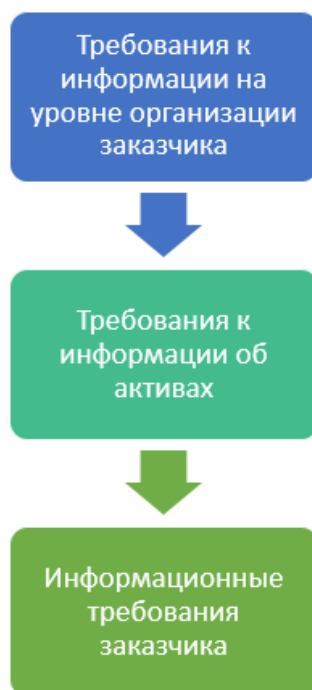 Требования к
информации на
уровне организации
заказчика
Требования к
информации об
активах
Информационные
требования
заказчика